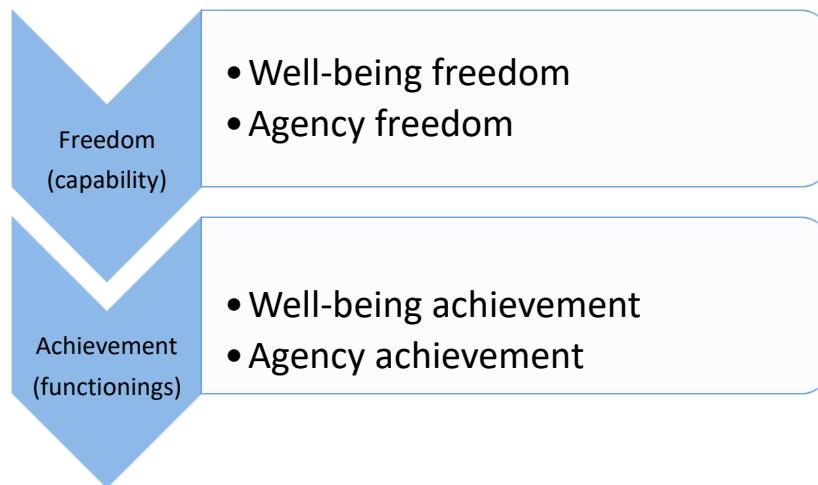 Freedom
(capability)
• Well-being freedom
• Agency freedom
Achievement
(functionings)
• Well-being achievement
• Agency achievement